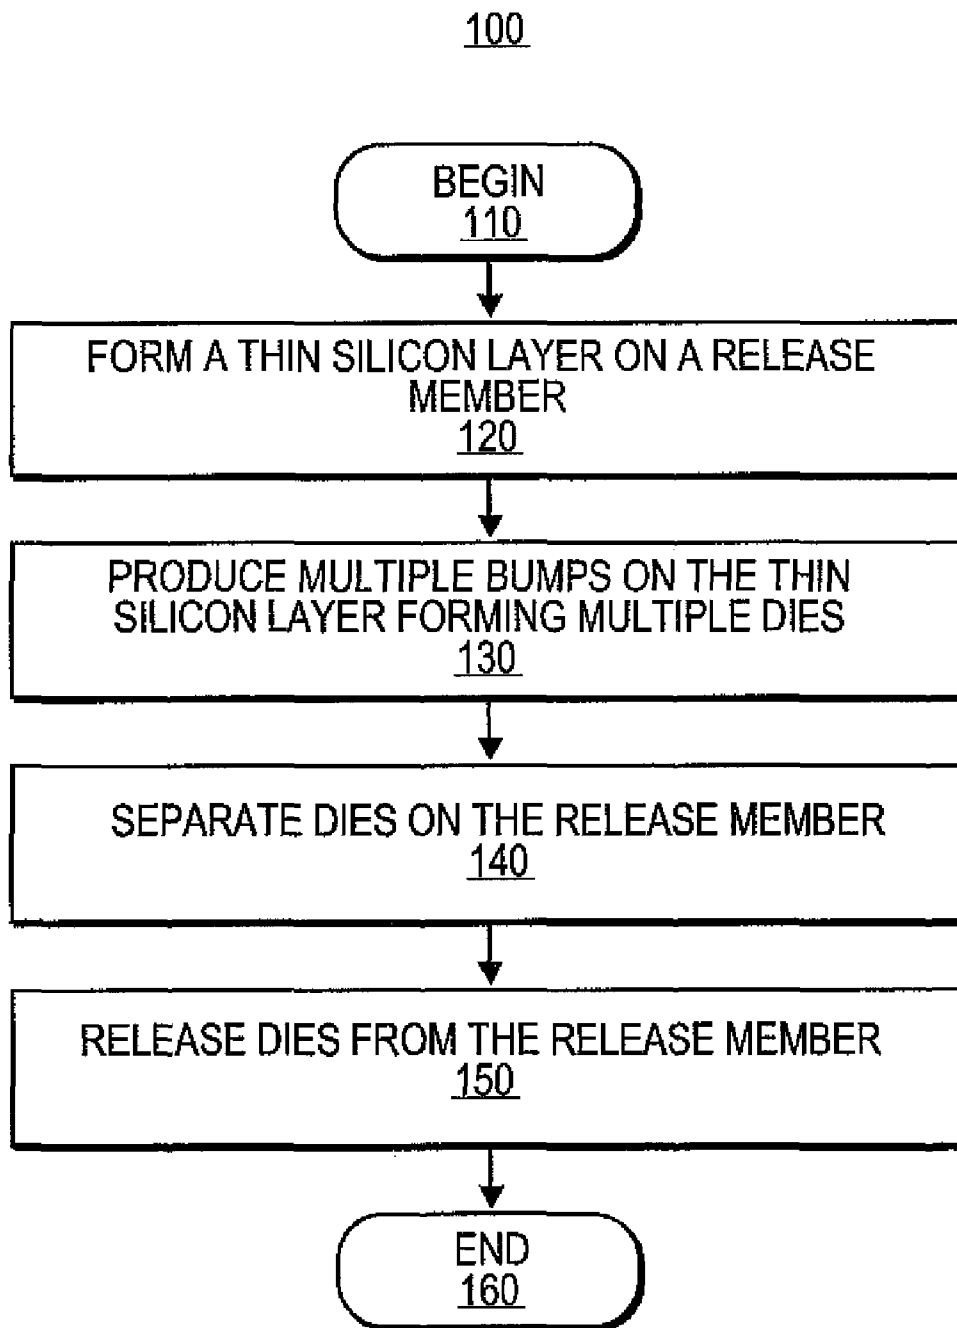 100
BEGIN
110
FORM A THIN SILICON LAYER ON A RELEASE
MEMBER
120
PRODUCE MULTIPLE BUMPS ON THE THIN
SILICON LAYER FORMING MULTIPLE DIES
130
SEPARATE DIES ON THE RELEASE MEMBER
140
RELEASE DIES FROM THE RELEASE MEMBER
150
END
160